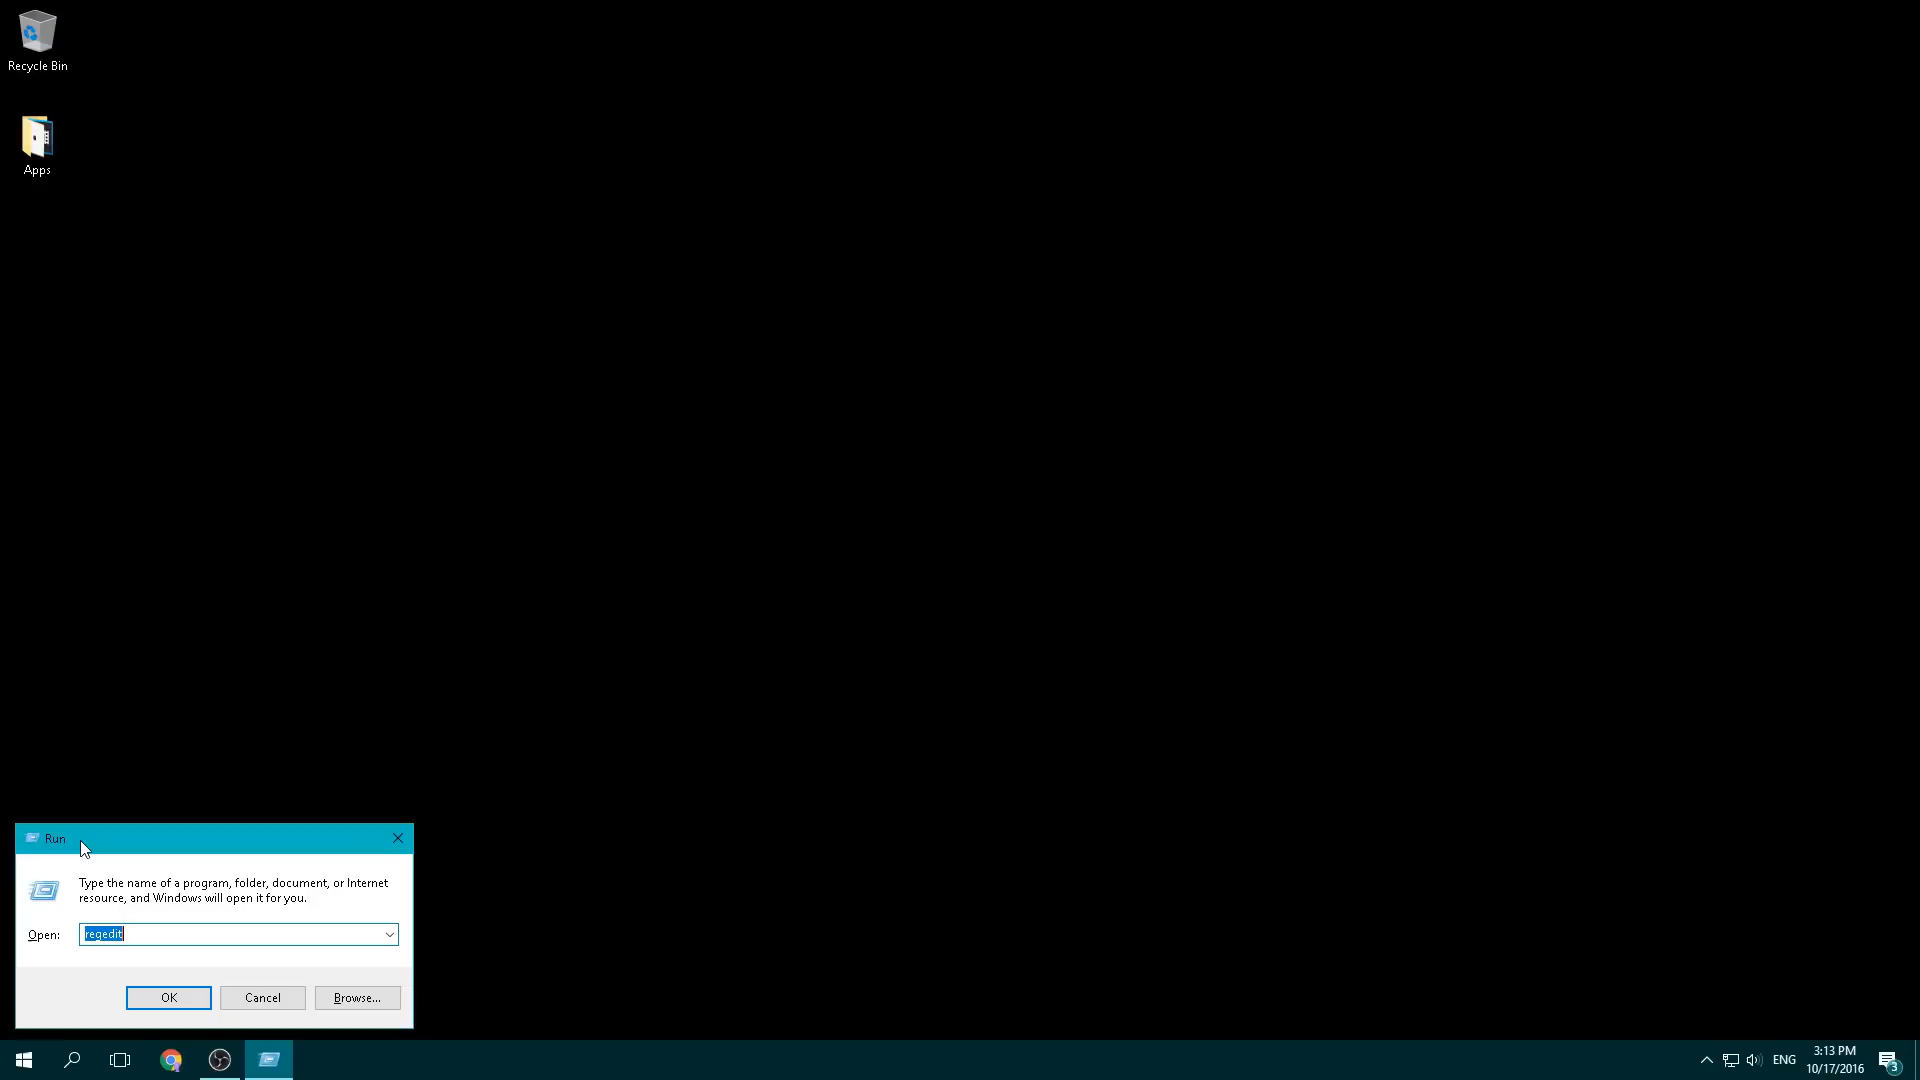 Recycle Bin
Apps
Run
Type the name of a program, folder, document, or Internet
resource, and Windows will open it for you.
Open:
regedit
OK
Cancel
Browse...
ENG
3:13 PM
10/17/2016
3